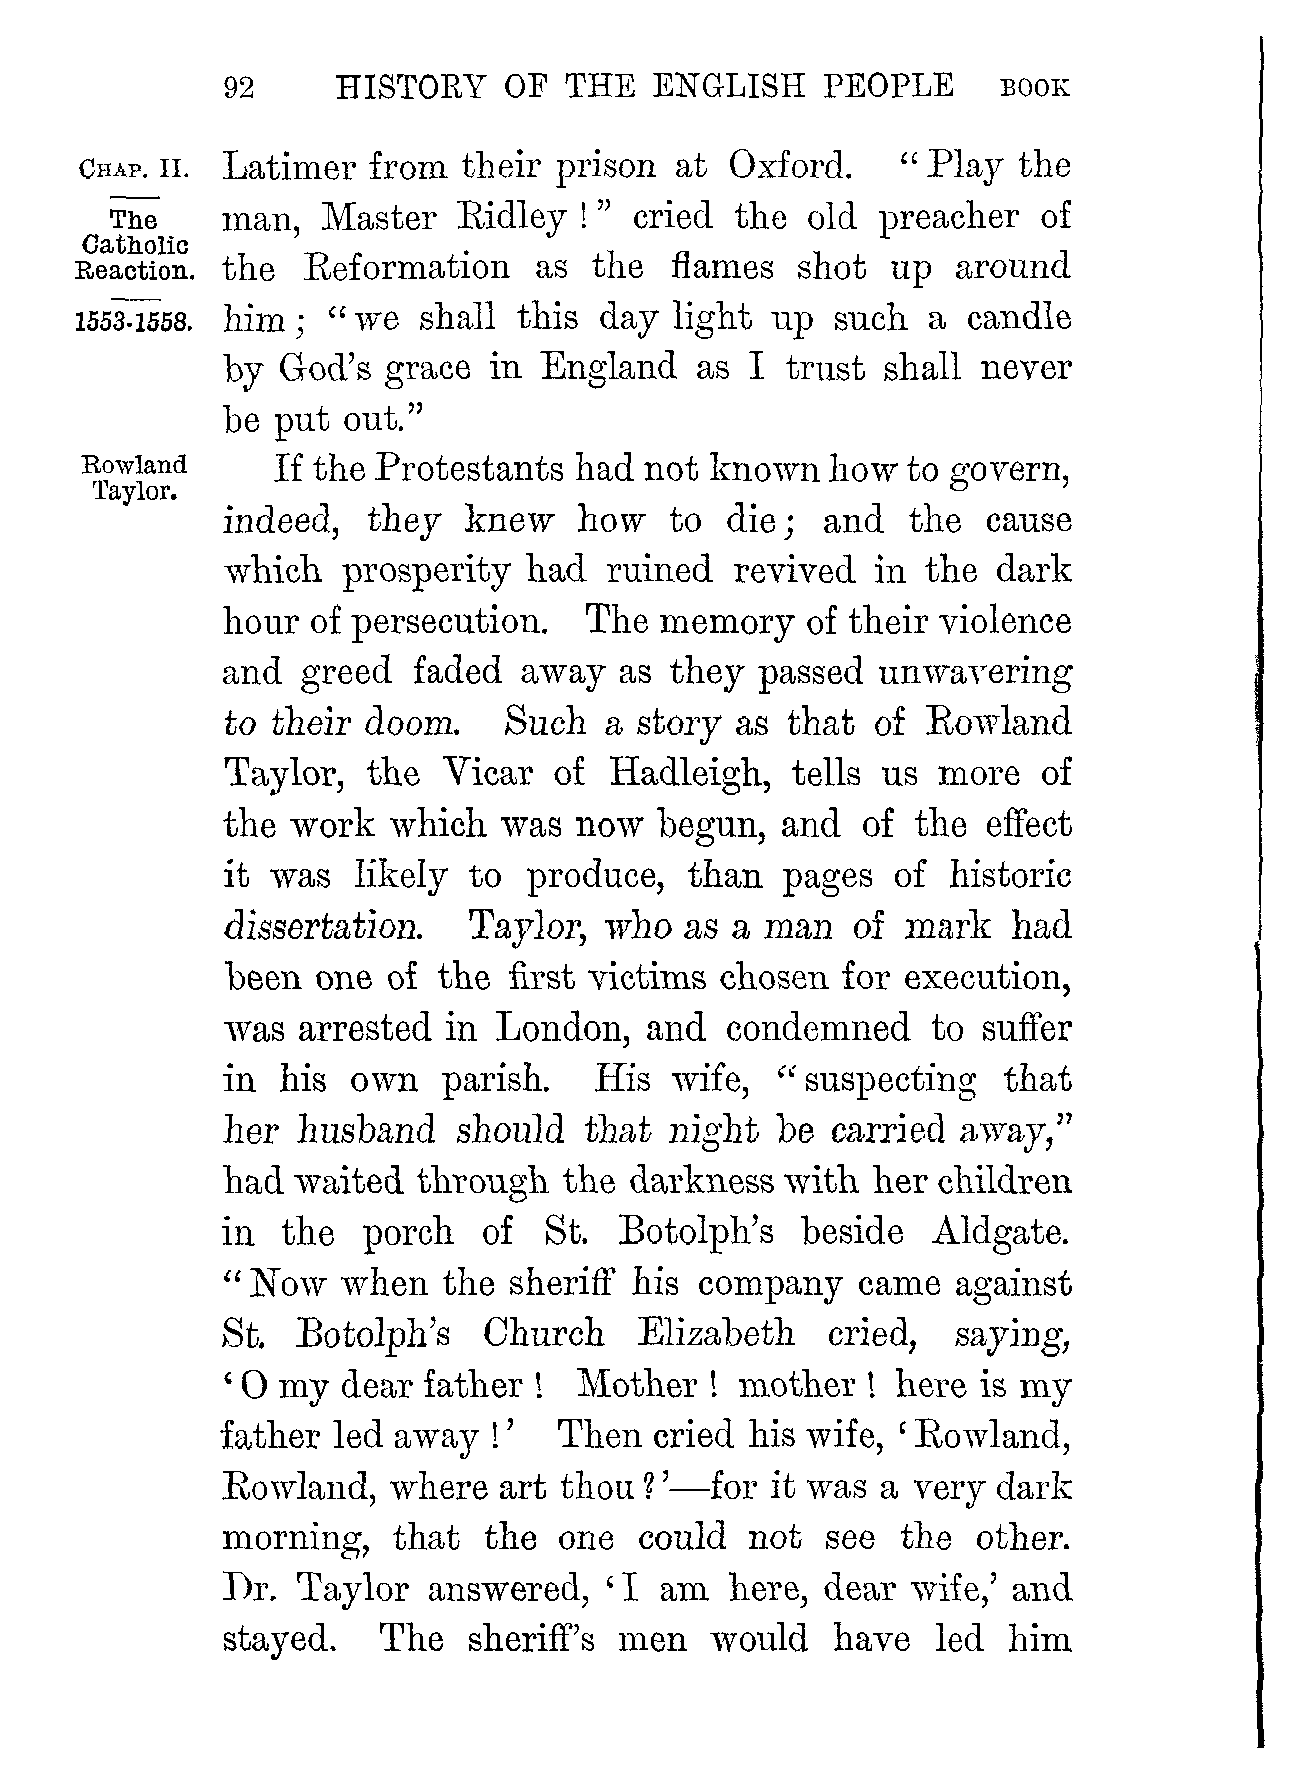 92 HISTORY OF THE ENGLISH PEOPLE BOOK
CHAP. II.
The
Catholic
Reaction.
1553-1558.
Latimer from their prison at Oxford. “Play the
man, Master Ridley!” cried the old preacher of
the Reformation as the flames shot up around
him; “we shall this day light up such a candle
by God’s grace in England as I trust shall never
be put out.”
Rowland
Taylor.
If the Protestants had not known how to govern,
indeed, they knew how to die; and the cause
which prosperity had ruined revived in the dark
hour of persecution. The memory of their violence
and greed faded away as they passed unwavering
to their doom. Such a story as that of Rowland
Taylor, the Vicar of Hadleigh, tells us more of
the work which was now begun, and of the effect
it was likely to produce, than pages of historic
dissertation. Taylor, who as a man of mark had
been one of the first victims chosen for execution,
was arrested in London, and condemned to suffer
in his own parish. His wife, “suspecting that
her husband should that night be carried away,”
had waited through the darkness with her children
in the porch of St. Botolph’s beside Aldgate.
“Now when the sheriff his company came against
St. Botolph’s Church Elizabeth cried, saying,
‘O my dear father! Mother! mother! here is my
father led away!’ Then cried his wife, ‘Rowland,
Rowland, where art thou?’—for it was a very dark
morning, that the one could not see the other.
Dr. Taylor answered, ‘I am here, dear wife,’ and
stayed. The sheriff’s men would have led him